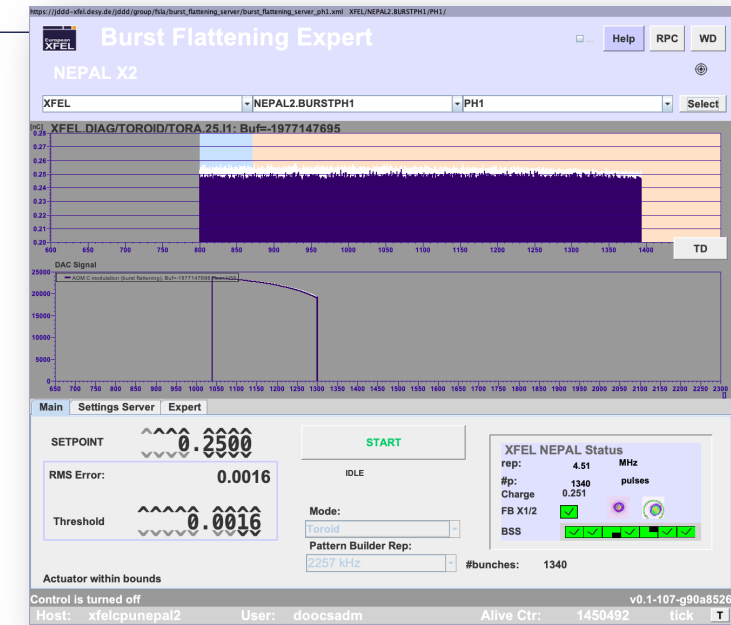 https://jddd-xfel.desy.de/jddd/group/fsla/burst_flattening_server/burst_flattening_server_ph1.xml XFEL/NEPAL2.BURSTPH1/PH1/
European XFEL
Burst Flattening Expert
Help RPC WD
NEPAL X2
XFEL NEPAL2.BURSTPH1 PH1 Select
[nC] XFEL.DIAG/TOROID/TORA.25.I1: Buf=-1977147695
0.28
0.27
0.26
0.25
0.24
0.23
0.22
0.21
0.20
600 650 700 750 800 850 900 950 1000 1050 1100 1150 1200 1250 1300 1350 1400
TD
DAC Signal
AOM C modulation (burst flattening), Buf=-1977147698
25000
20000
15000
10000
5000
0
650 700 750 800 850 900 950 1000 1050 1100 1150 1200 1250 1300 1350 1400 1450 1500 1550 1600 1650 1700 1750 1800 1850 1900 1950 2000 2050 2100 2150 2200 2250 2300
Main Settings Server Expert
SETPOINT 0.2500
START
RMS Error: 0.0016
IDLE
Threshold 0.0016
Mode:
Toroid
Pattern Builder Rep:
2257 kHz
#bunches: 1340
XFEL NEPAL Status
rep: 4.51 MHz
#p: 1340 pulses
Charge 0.251
FB X1/2
BSS
Actuator within bounds
Control is turned off v0.1-107-g90a8526
Host: xfelcpunepal2 User: doocsadm Alive Ctr: 1450492 tick T